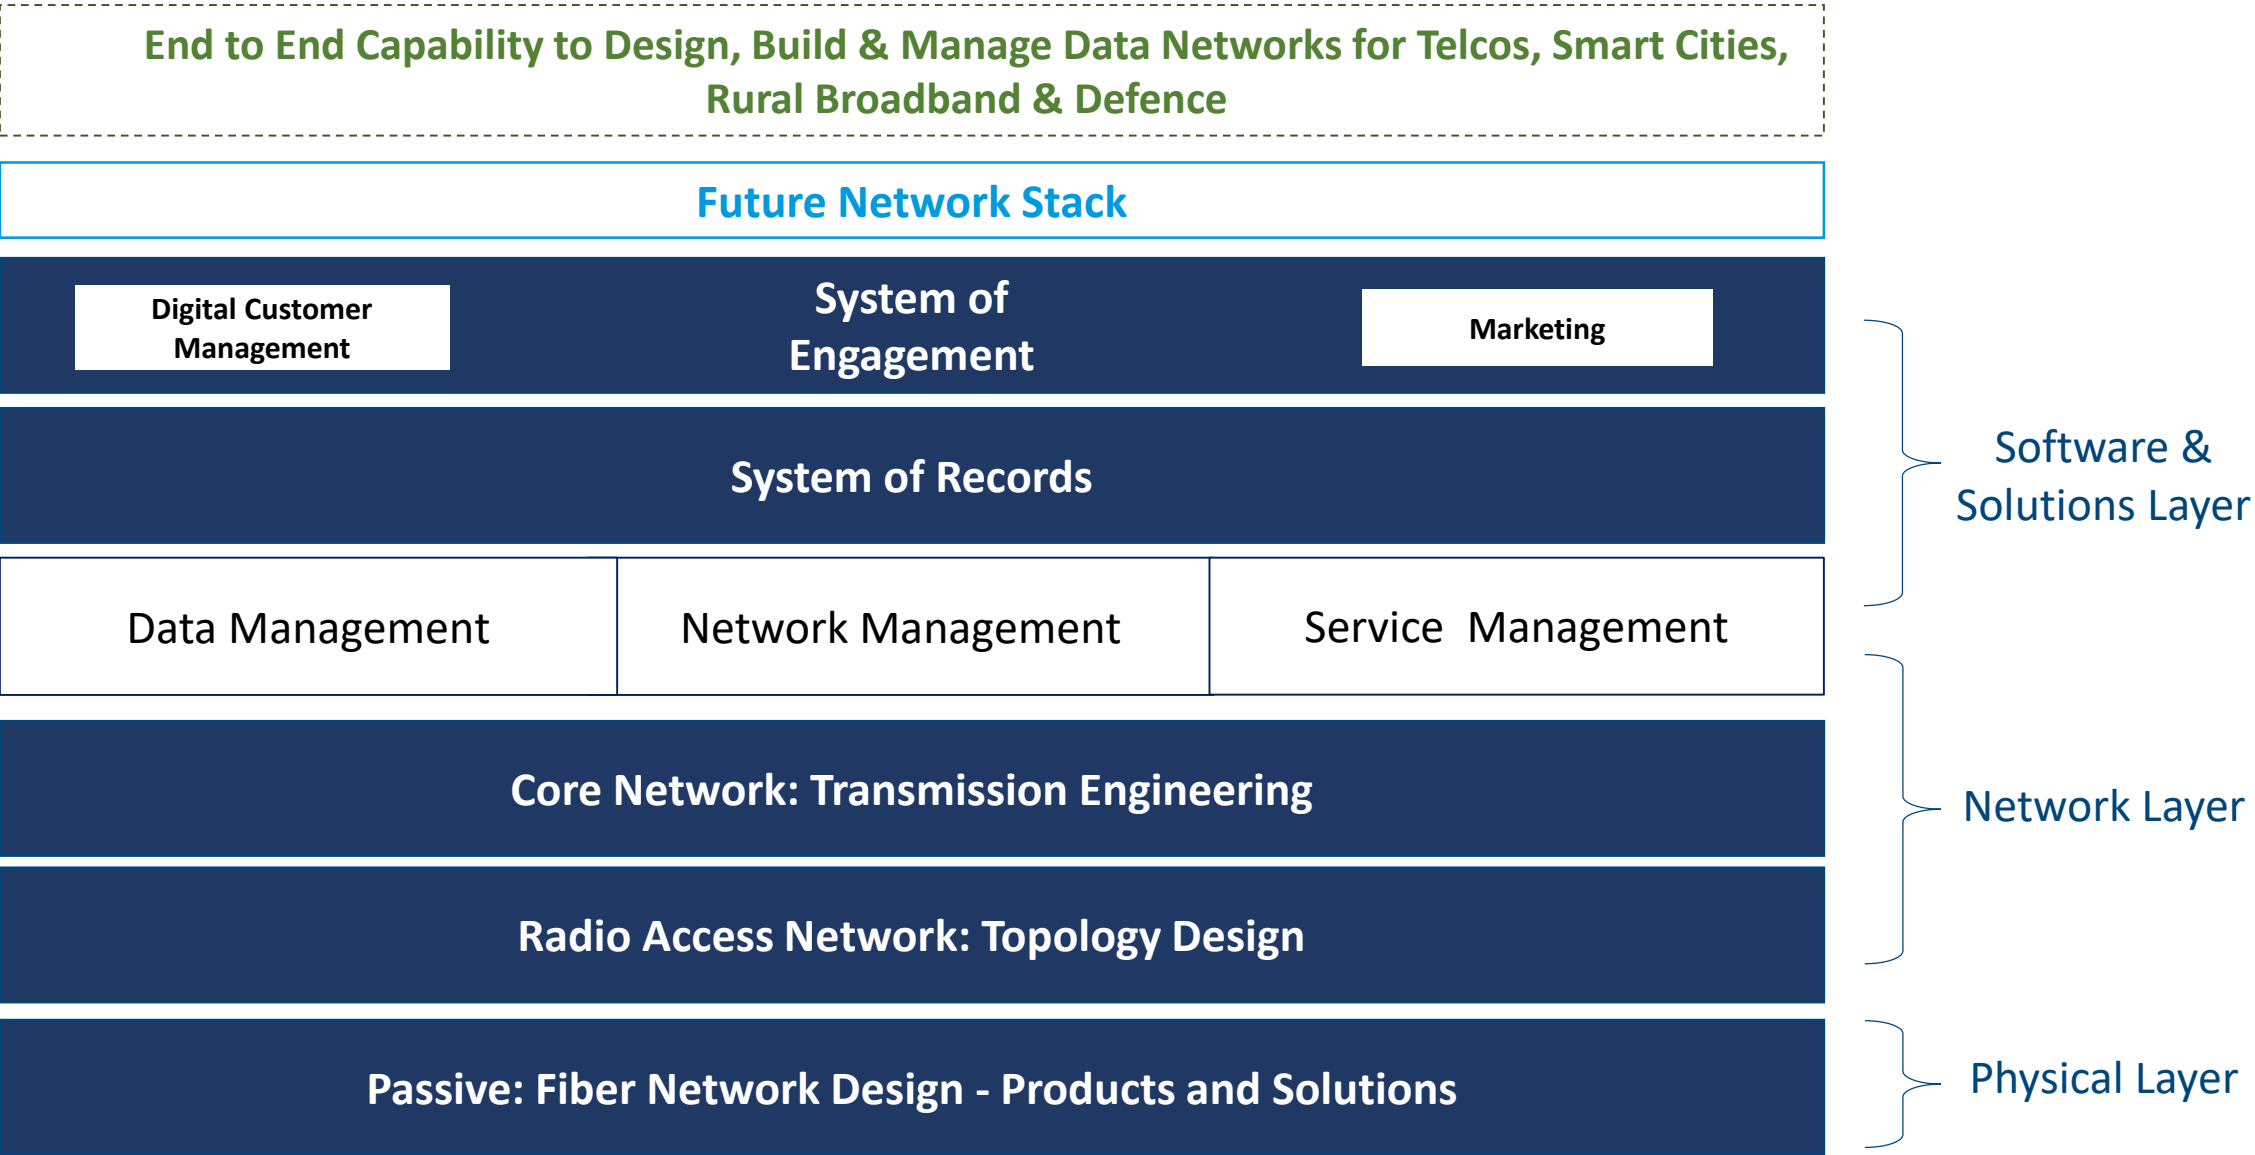 End to End Capability to Design, Build & Manage Data Networks for Telcos, Smart Cities,
Rural Broadband & Defence
Future Network Stack
Digital Customer
Management
System of
Engagement
Marketing
System of Records
Software &
Solutions Layer
Data Management
Network Management
Service  Management
Core Network: Transmission Engineering
Network Layer
Radio Access Network: Topology Design
Passive: Fiber Network Design - Products and Solutions
Physical Layer